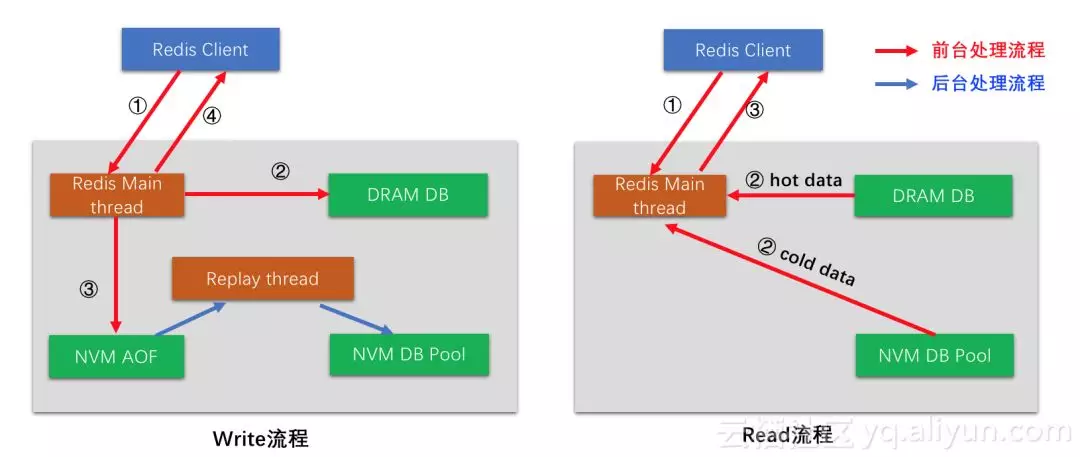 Redis Client
①
④
Redis Main
thread
②
DRAM DB
③
Replay thread
NVM AOF
NVM DB Pool
Write流程
Redis Client
①
③
Redis Main
thread
② hot data
DRAM DB
② cold data
NVM DB Pool
Read流程
前台处理流程
后台处理流程
云栖社区 yq.aliyun.com